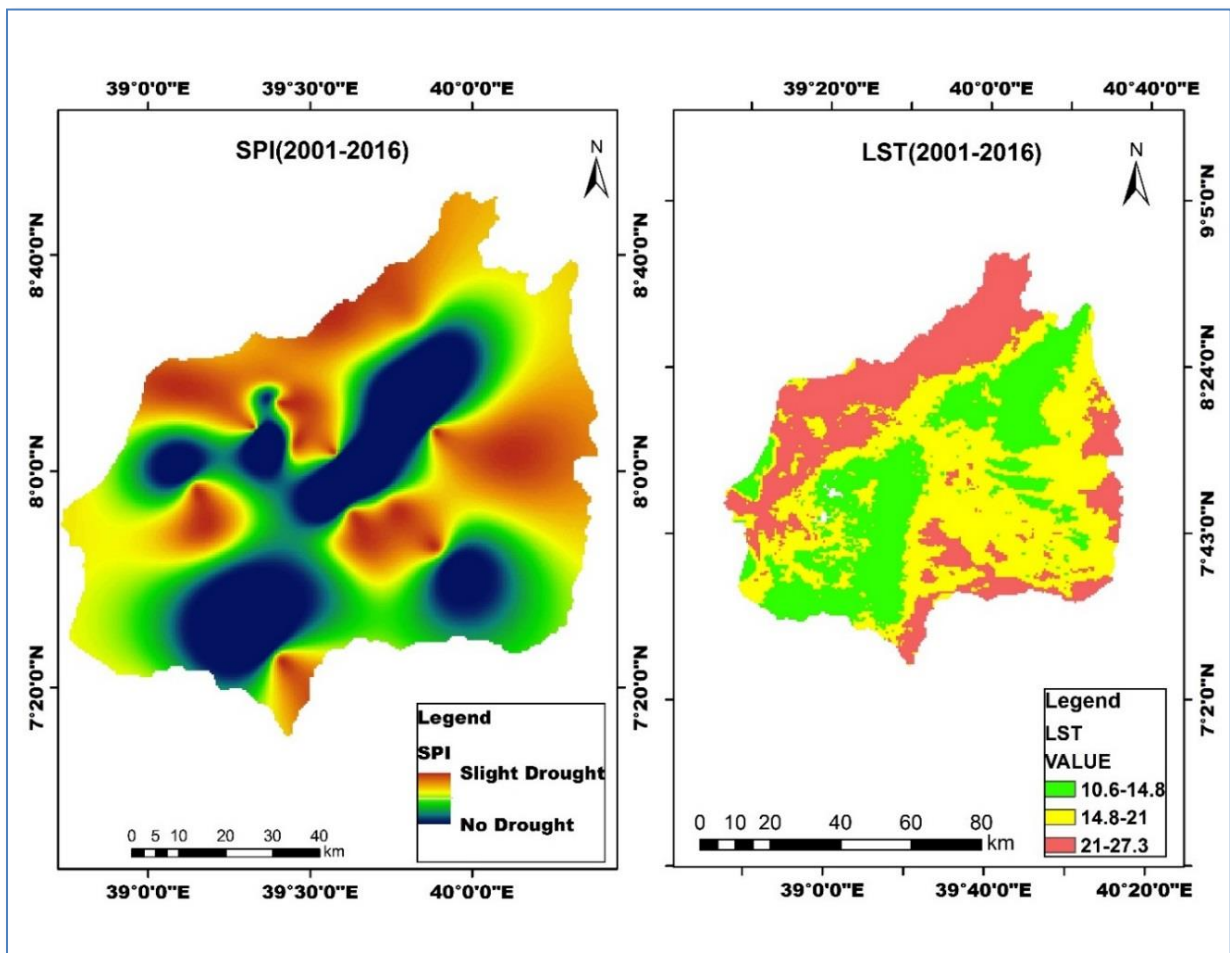 39°0'0"E 39°30'0"E 40°0'0"E
SPI(2001-2016)
N
8°40'0"N
8°0'0"N
7°20'0"N
8°40'0"N
8°0'0"N
7°20'0"N
Legend
SPI
Slight Drought
No Drought
0 5 10 20 30 40
km
39°0'0"E 39°30'0"E 40°0'0"E
39°20'0"E 40°0'0"E 40°40'0"E
LST(2001-2016)
N
9°5'0"N
8°24'0"N
7°43'0"N
7°2'0"N
Legend
LST
VALUE
10.6-14.8
14.8-21
21-27.3
0 10 20 40 60 80
km
39°0'0"E 39°40'0"E 40°20'0"E